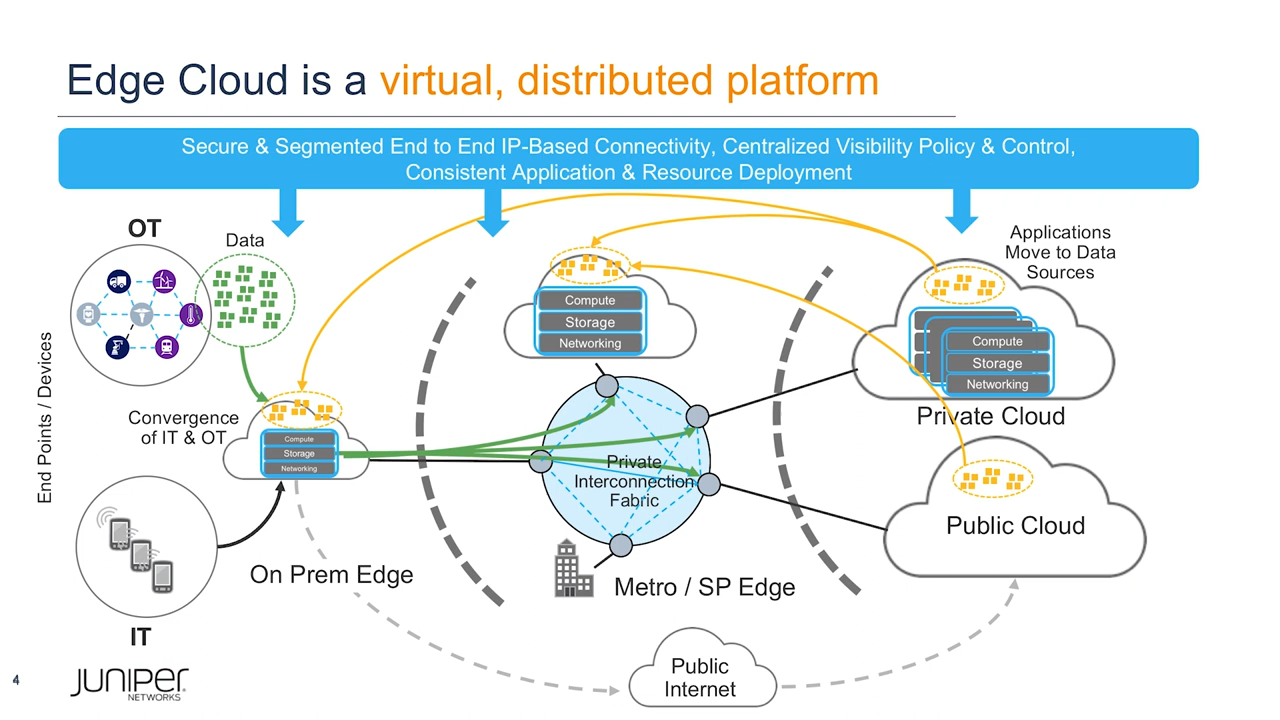 Edge Cloud is a virtual, distributed platform
Secure & Segmented End to End IP-Based Connectivity, Centralized Visibility Policy & Control,
Consistent Application & Resource Deployment
OT
Data
Applications
Move to Data
Sources
Compute
Storage
Networking
Compute
Storage
Networking
Private Cloud
End Points / Devices
Convergence
of IT & OT
Compute
Storage
Networking
Private
Interconnection
Fabric
Public Cloud
On Prem Edge
Metro / SP Edge
IT
Public
Internet
4
JUNIPER
NETWORKS